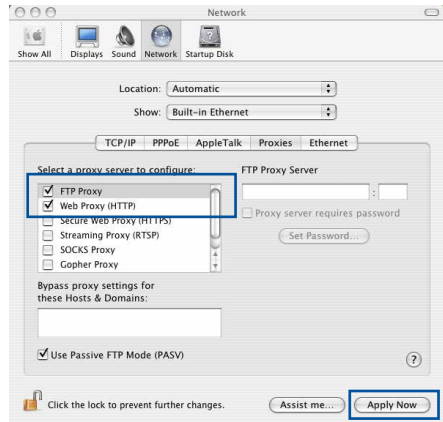 Network
Show All Displays Sound Network Startup Disk
Location: Automatic
Show: Built-in Ethernet
TCP/IP PPPoE AppleTalk Proxies Ethernet
Select a proxy server to configure: FTP Proxy Server
FTP Proxy
Web Proxy (HTTP) :
Secure Web Proxy (HTTPS) Proxy server requires password
Streaming Proxy (RTSP) Set Password...
SOCKS Proxy
Gopher Proxy
Bypass proxy settings for
these Hosts & Domains:
Use Passive FTP Mode (PASV) ?
Click the lock to prevent further changes. Assist me... Apply Now